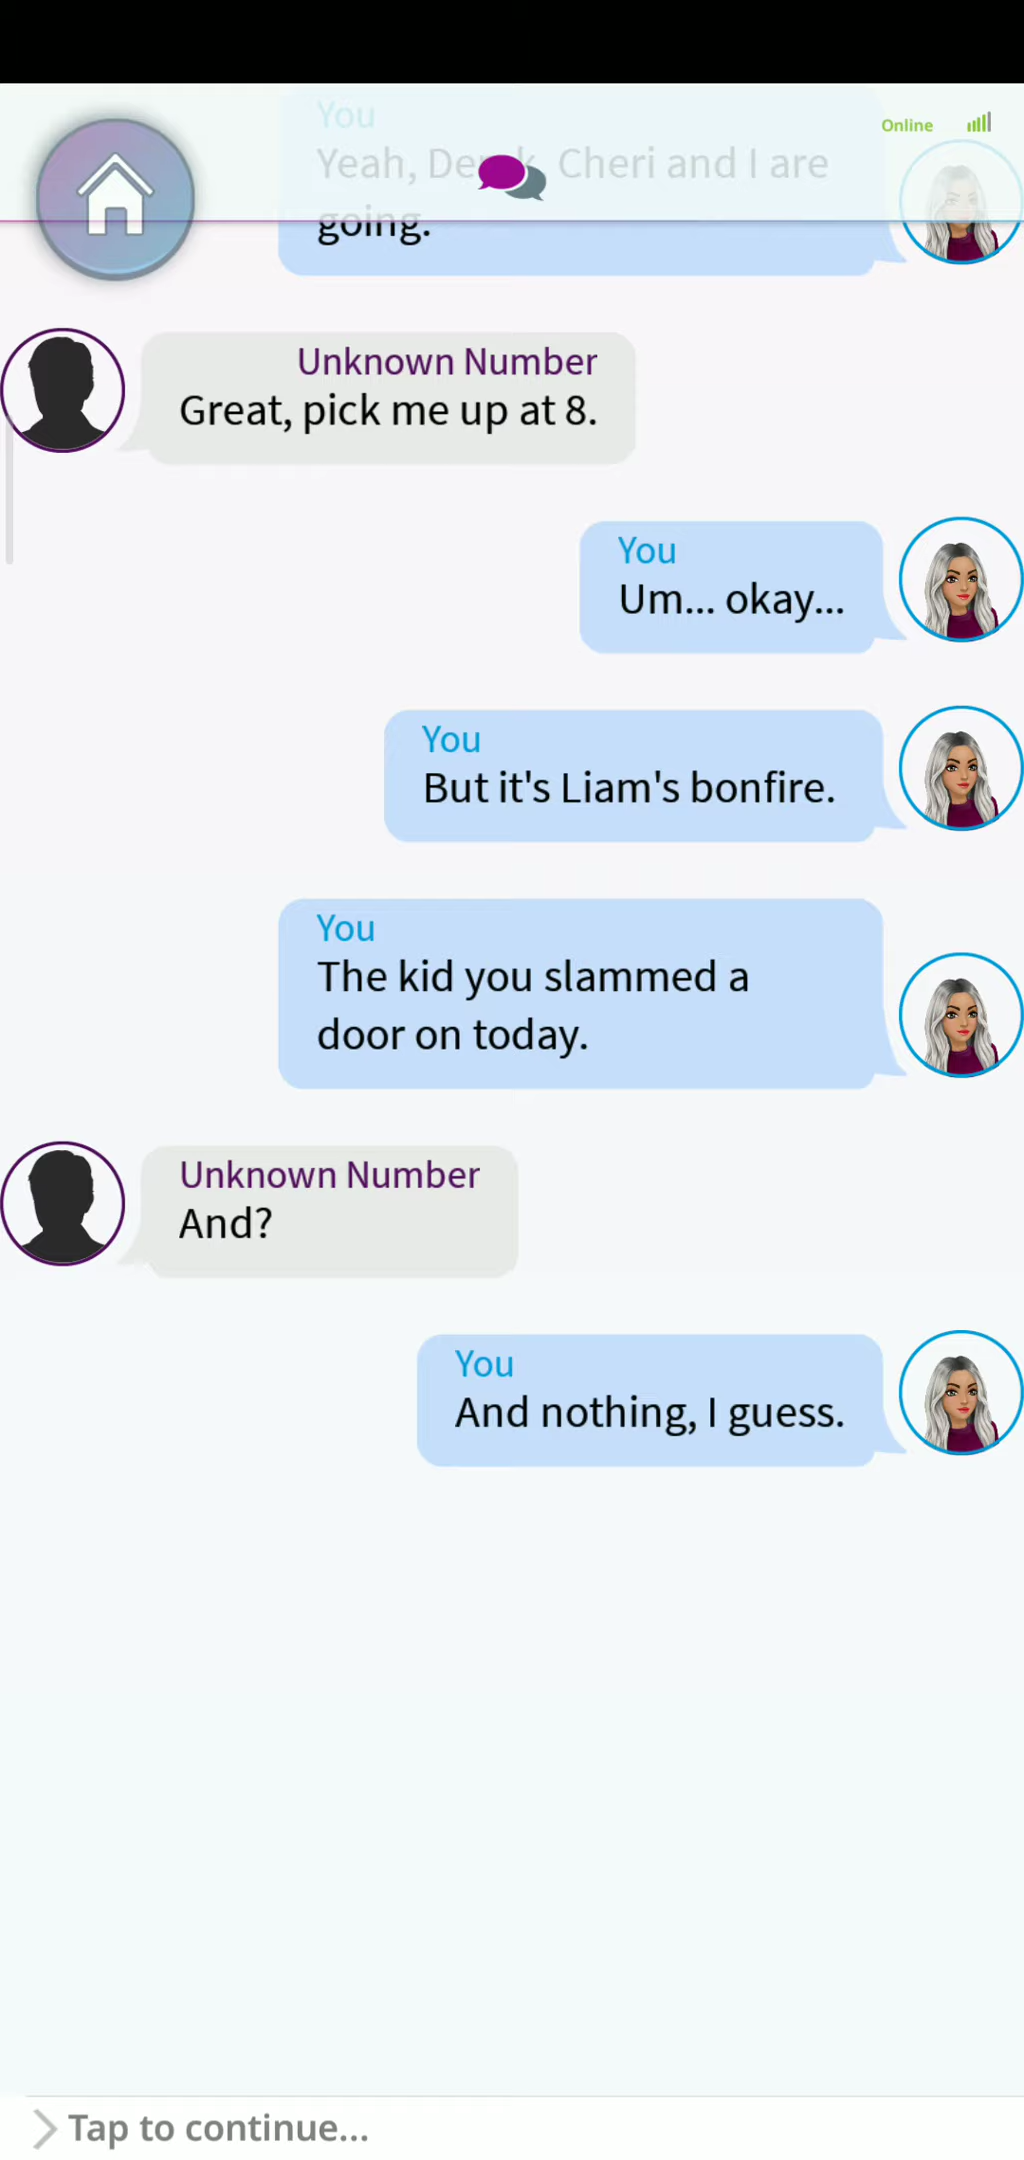 You
Online
Yeah, Cheri and I are
going.
Unknown Number
Great, pick me up at 8.
You
Um... okay...
You
But it's Liam's bonfire.
You
The kid you slammed a
door on today.
Unknown Number
And?
You
And nothing, I guess.
Tap to continue...